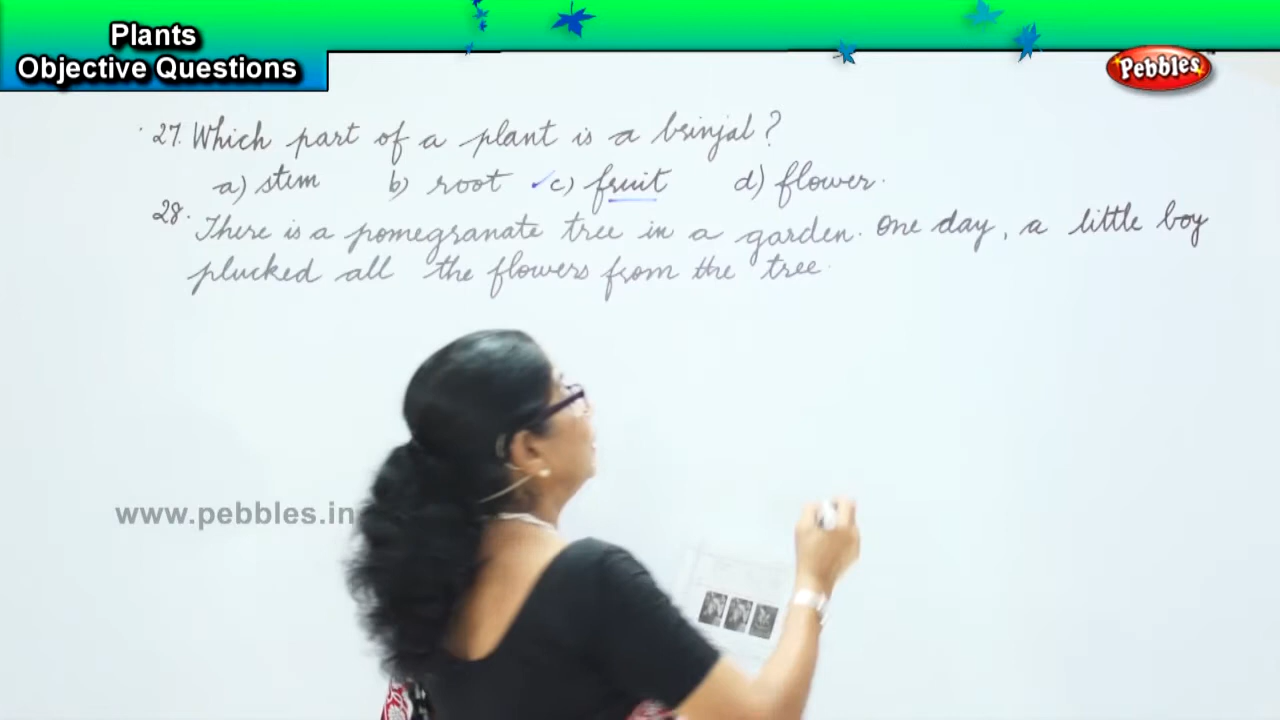 Plants
Objective Questions
Pebbles
27. Which part of a plant is a brinjal?
a) stem b) root ✓c) fruit d) flower.
28. There is a pomegranate tree in a garden. One day, a little boy
plucked all the flowers from the tree.
www.pebbles.in